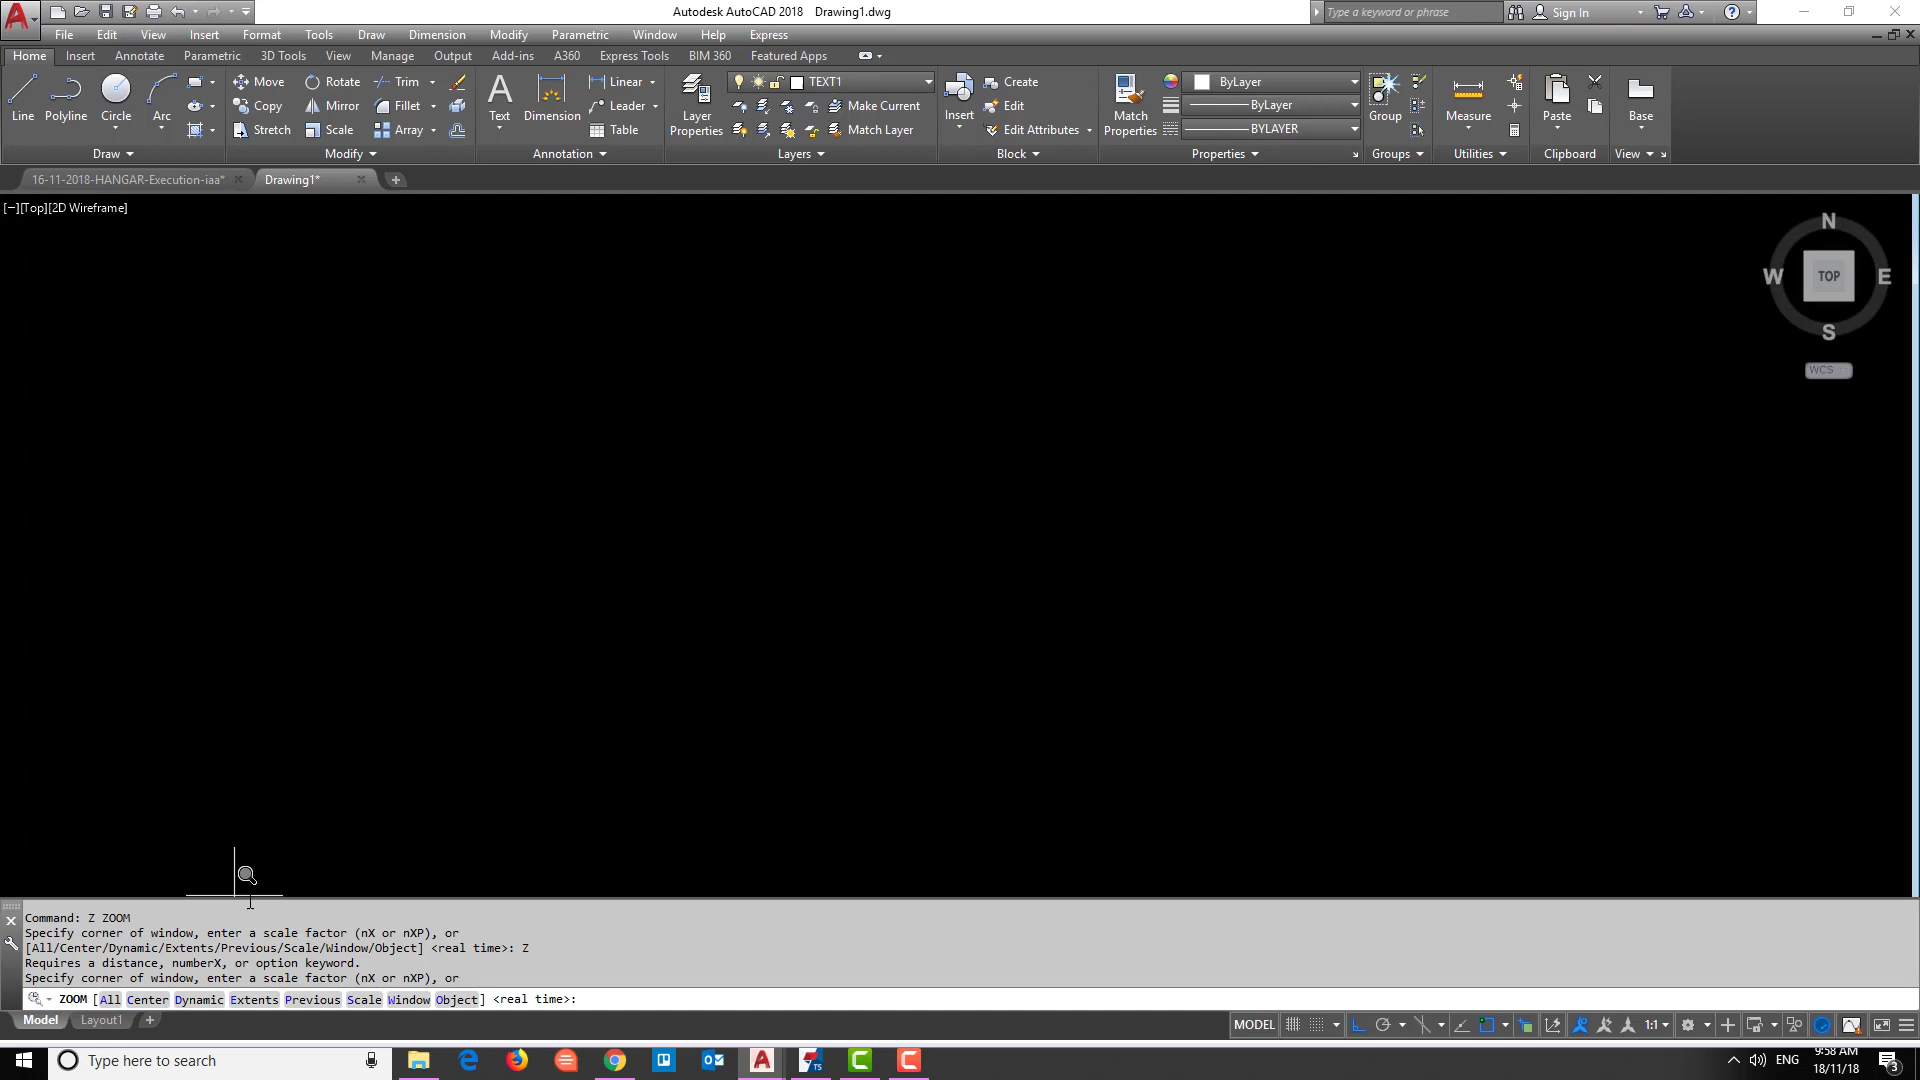 Autodesk AutoCAD 2018 Drawing1.dwg
Type a keyword or phrase
Sign In
File Edit View Insert Format Tools Draw Dimension Modify Parametric Window Help Express
Home Insert Annotate Parametric 3D Tools View Manage Output Add-ins A360 Express Tools BIM 360 Featured Apps
Line
Polyline
Circle
Arc
Draw
Move
Rotate
Trim
Copy
Mirror
Fillet
Stretch
Scale
Array
Modify
Text
Dimension
Linear
Leader
Table
Annotation
Layer
Properties
TEXT1
Make Current
Match Layer
Layers
Insert
Create
Edit
Edit Attributes
Block
Match
Properties
ByLayer
ByLayer
BYLAYER
Properties
Group
Groups
Measure
Utilities
Paste
Clipboard
Base
View
16-11-2018-HANGAR-Execution-iaa*
Drawing1*
[−][Top][2D Wireframe]
N
W
TOP
E
S
WCS
Command: Z ZOOM
Specify corner of window, enter a scale factor (nX or nXP), or
[All/Center/Dynamic/Extents/Previous/Scale/Window/Object] <real time>: Z
Requires a distance, numberX, or option keyword.
Specify corner of window, enter a scale factor (nX or nXP), or
ZOOM [All Center Dynamic Extents Previous Scale Window Object] <real time>:
Model Layout1
MODEL
1:1
Type here to search
TS
ENG
9:58 AM
18/11/18
3